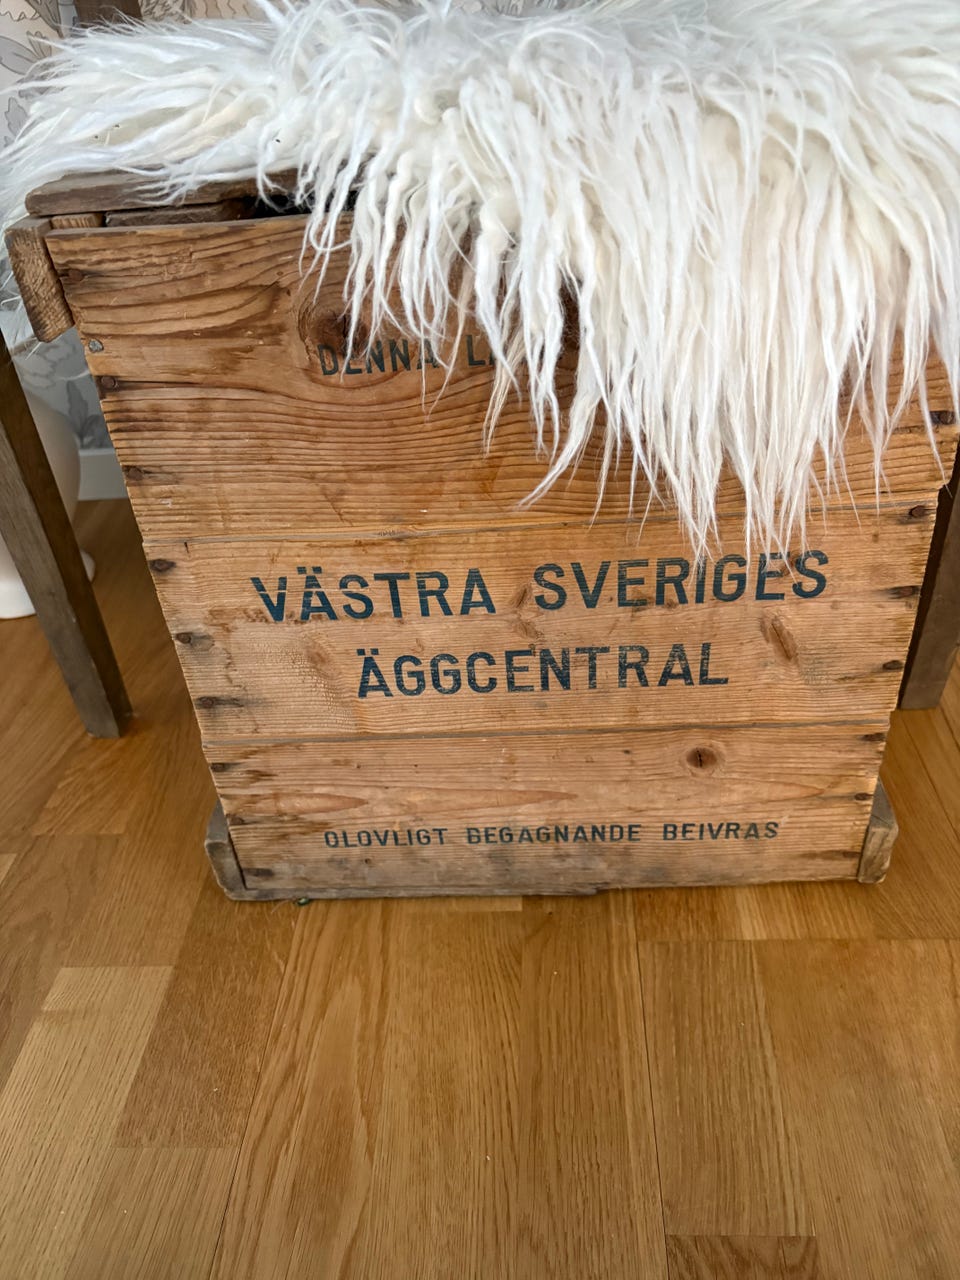 DENNA
VÄSTRA SVERIGES
ÄGGCENTRAL
OLOVLIGT BEGAGNANDE BEIVRAS